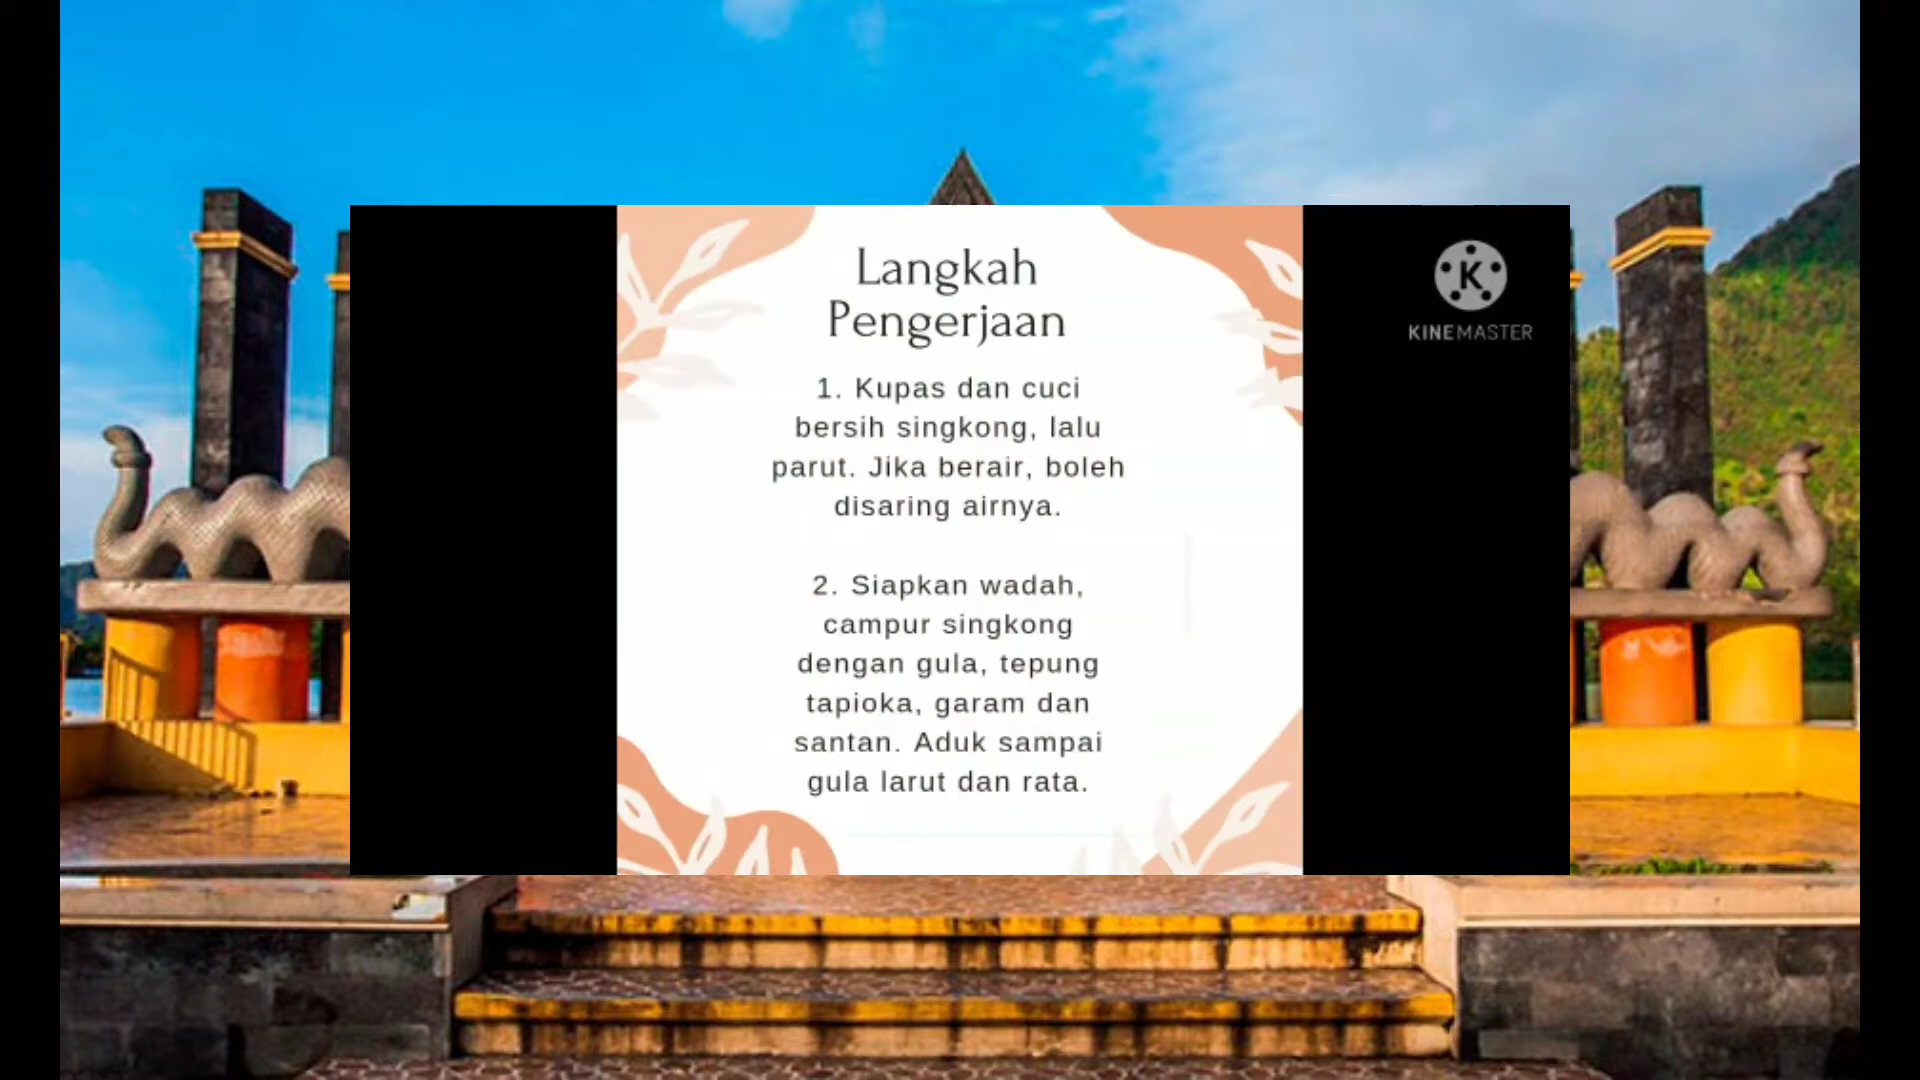 Langkah
Pengerjaan
1. Kupas dan cuci
bersih singkong, lalu
parut. Jika berair, boleh
disaring airnya.
2. Siapkan wadah,
campur singkong
dengan gula, tepung
tapioka, garam dan
santan. Aduk sampai
gula larut dan rata.
K
KINEMASTER